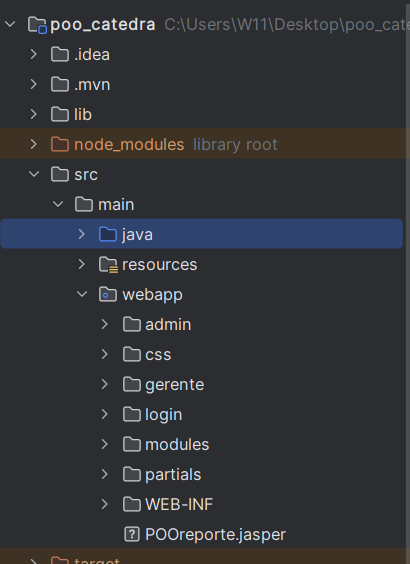 poo_catedra C:\Users\W11\Desktop\poo_cate
.idea
.mvn
lib
node_modules library root
src
main
java
resources
webapp
admin
css
gerente
login
modules
partials
WEB-INF
POOreporte.jasper
target